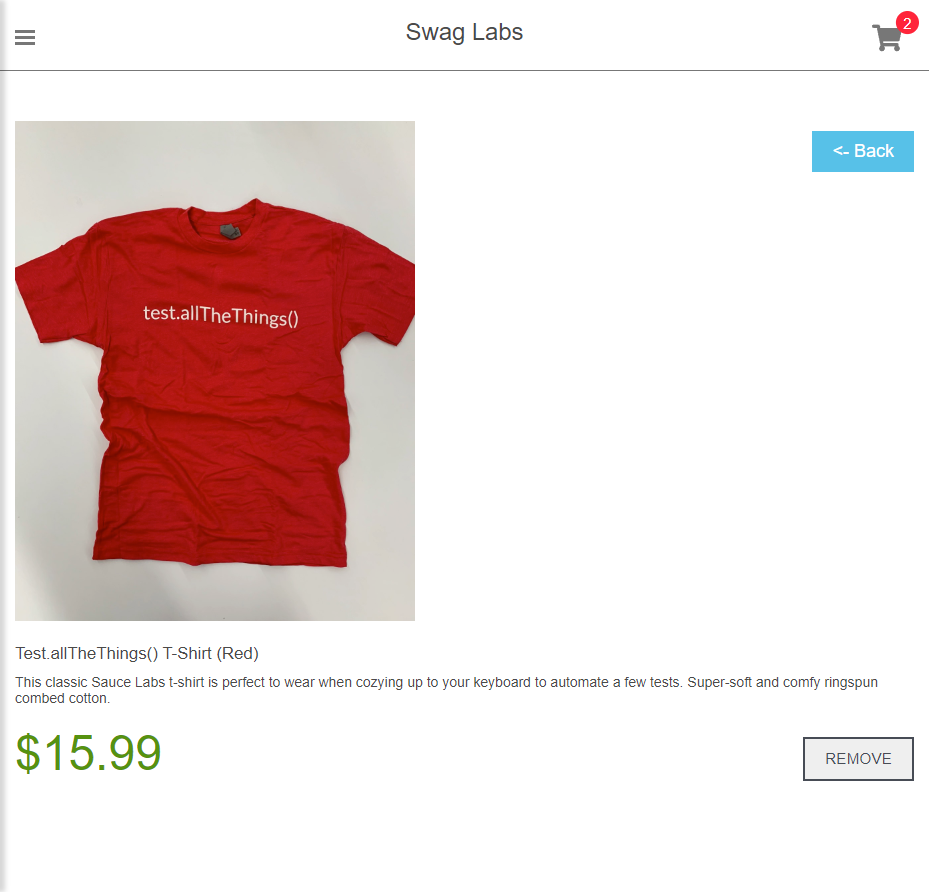 Swag Labs
2
<- Back
test.allTheThings()
Test.allTheThings() T-Shirt (Red)
This classic Sauce Labs t-shirt is perfect to wear when cozying up to your keyboard to automate a few tests. Super-soft and comfy ringspun
combed cotton.
$15.99
REMOVE